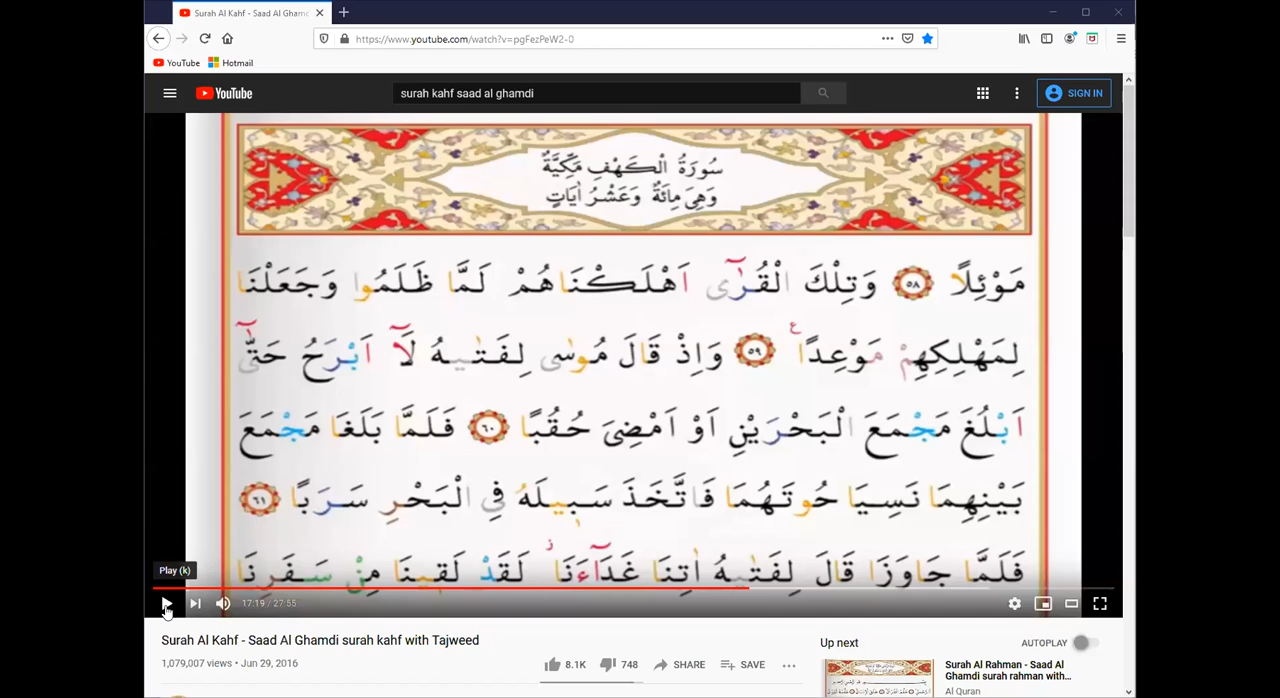 Surah Al Kahf - Saad Al Ghamd
https://www.youtube.com/watch?v=pgFezPeW2-0
YouTube
Hotmail
YouTube
surah kahf saad al ghamdi
SIGN IN
سُورَةُ الْكَهْفِ مَكِّيَّةٌ
وَهِيَ مِائَةٌ وَعَشْرُ اٰيَاتٍ
مَوْئِلًا ﴿٥٨﴾ وَتِلْكَ الْقُرٰٓى اَهْلَكْنَاهُمْ لَمَّا ظَلَمُوا وَجَعَلْنَا
لِمَهْلِكِهِمْ مَوْعِدًا ۟ع ﴿٥٩﴾ وَاِذْ قَالَ مُوسٰى لِفَتٰيهُ لَٓا اَبْرَحُ حَتّٰٓى
اَبْلُغَ مَجْمَعَ الْبَحْرَيْنِ اَوْ اَمْضِىَ حُقُبًا ﴿٦٠﴾ فَلَمَّا بَلَغَا مَجْمَعَ
بَيْنِهِمَا نَسِيَا حُوتَهُمَا فَاتَّخَذَ سَبِيلَهُ فِي الْبَحْرِ سَرَبًا ﴿٦١﴾
فَلَمَّا جَاوَزَا قَالَ لِفَتٰيهُ اٰتِنَا غَدَٓاءَنَاۘ لَقَدْ لَقِينَا مِنْ سَفَرِنَا
Play (k)
17:19 / 27:55
Surah Al Kahf - Saad Al Ghamdi surah kahf with Tajweed
1,079,007 views • Jun 29, 2016
8.1K
748
SHARE
SAVE
Up next
AUTOPLAY
Surah Al Rahman - Saad Al
Ghamdi surah rahman with...
Al Quran